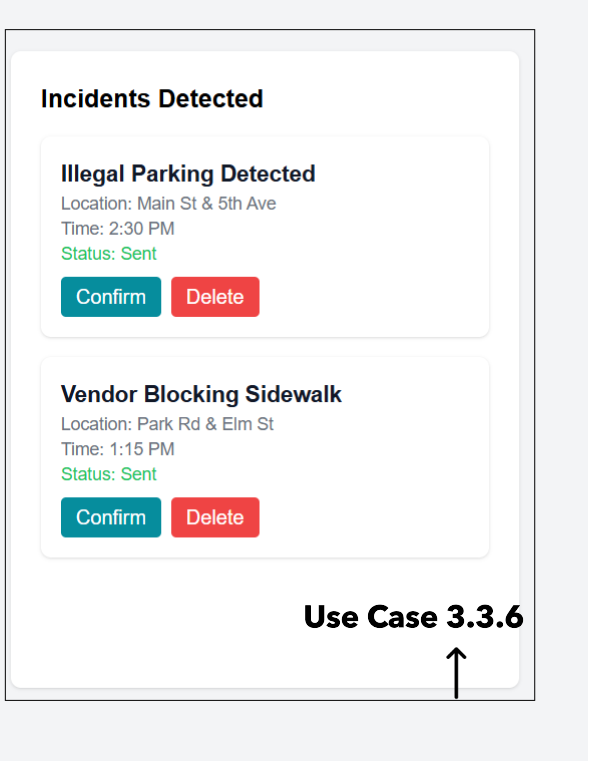 Incidents Detected
Illegal Parking Detected
Location: Main St & 5th Ave
Time: 2:30 PM
Status: Sent
Confirm Delete
Vendor Blocking Sidewalk
Location: Park Rd & Elm St
Time: 1:15 PM
Status: Sent
Confirm Delete
Use Case 3.3.6